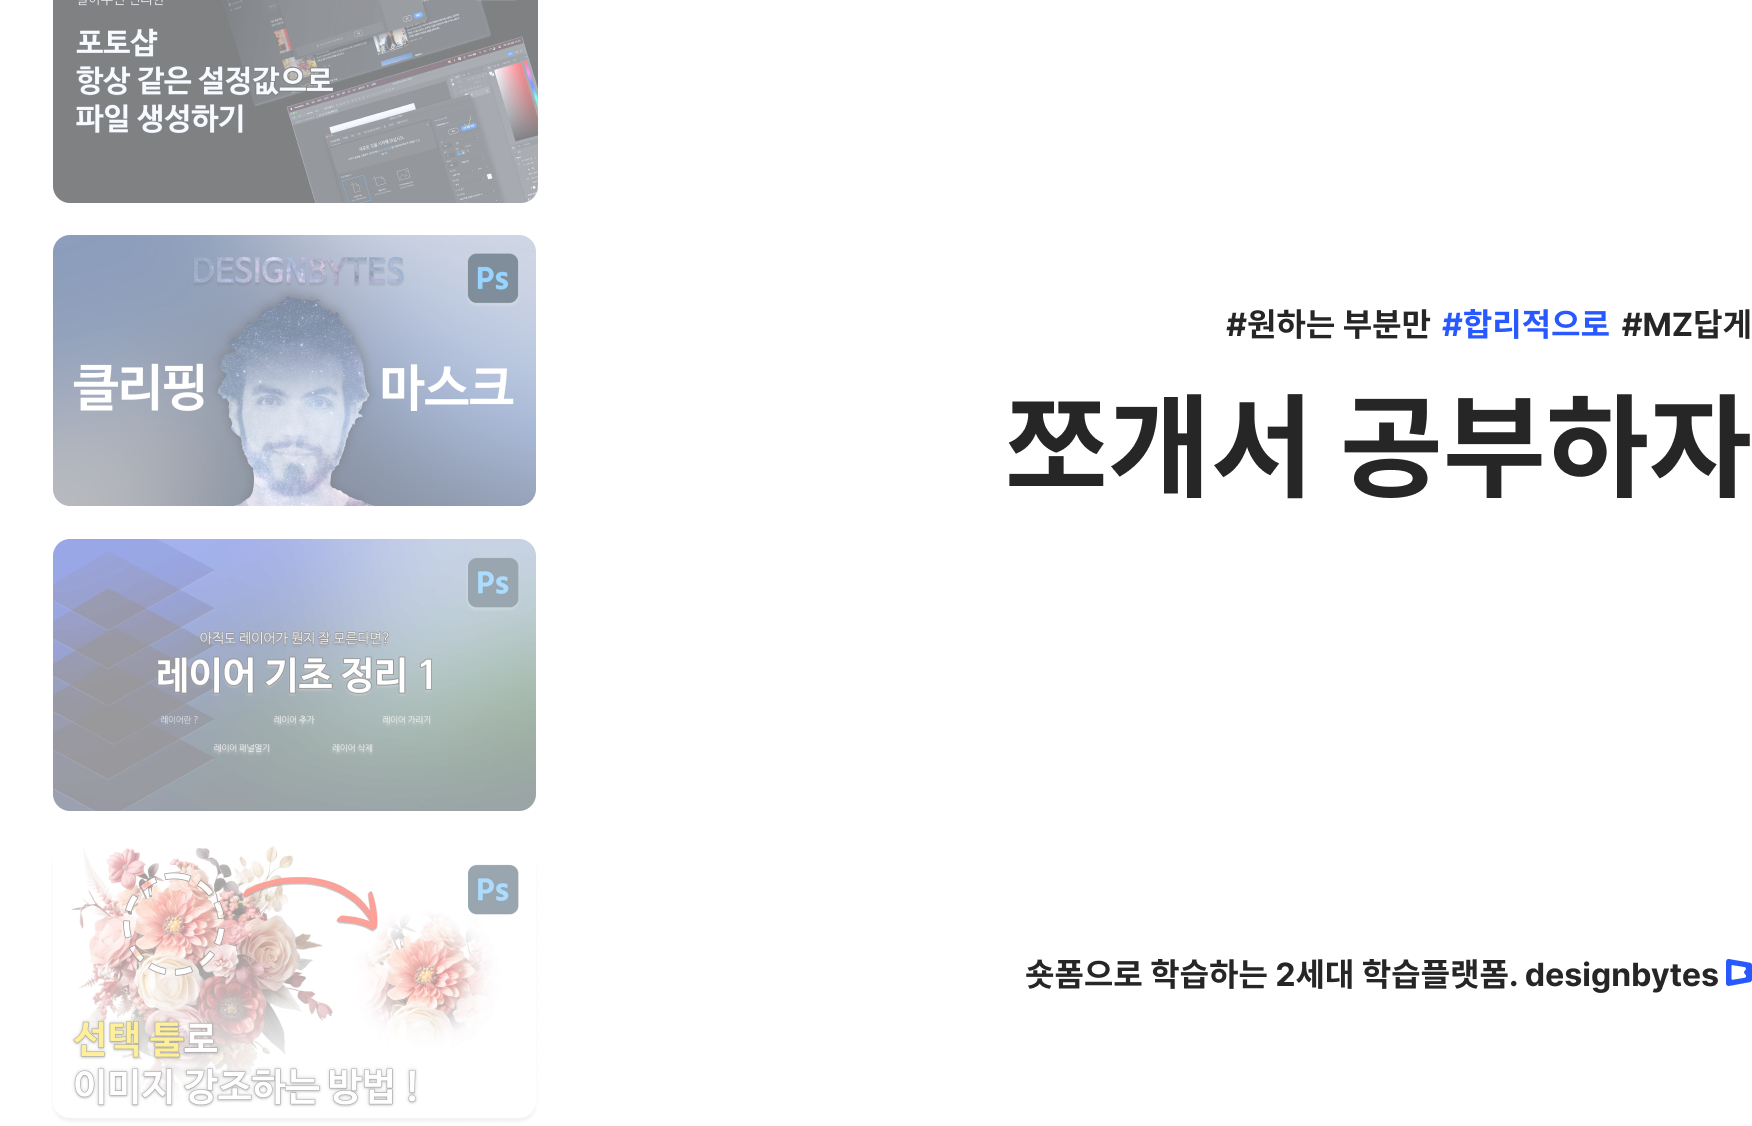 포토샵
항상 같은 설정값으로
파일 생성하기
DESIGNBYTES
Ps
클리핑 마스크
Ps
아직도 레이어가 뭔지 잘 모른다면?
레이어 기초 정리 1
레이어란 ? 레이어 추가 레이어 가리기
레이어 패널열기 레이어 삭제
Ps
선택 툴로
이미지 강조하는 방법 !
#원하는 부분만 #합리적으로 #MZ답게
쪼개서 공부하자
숏폼으로 학습하는 2세대 학습플랫폼. designbytes